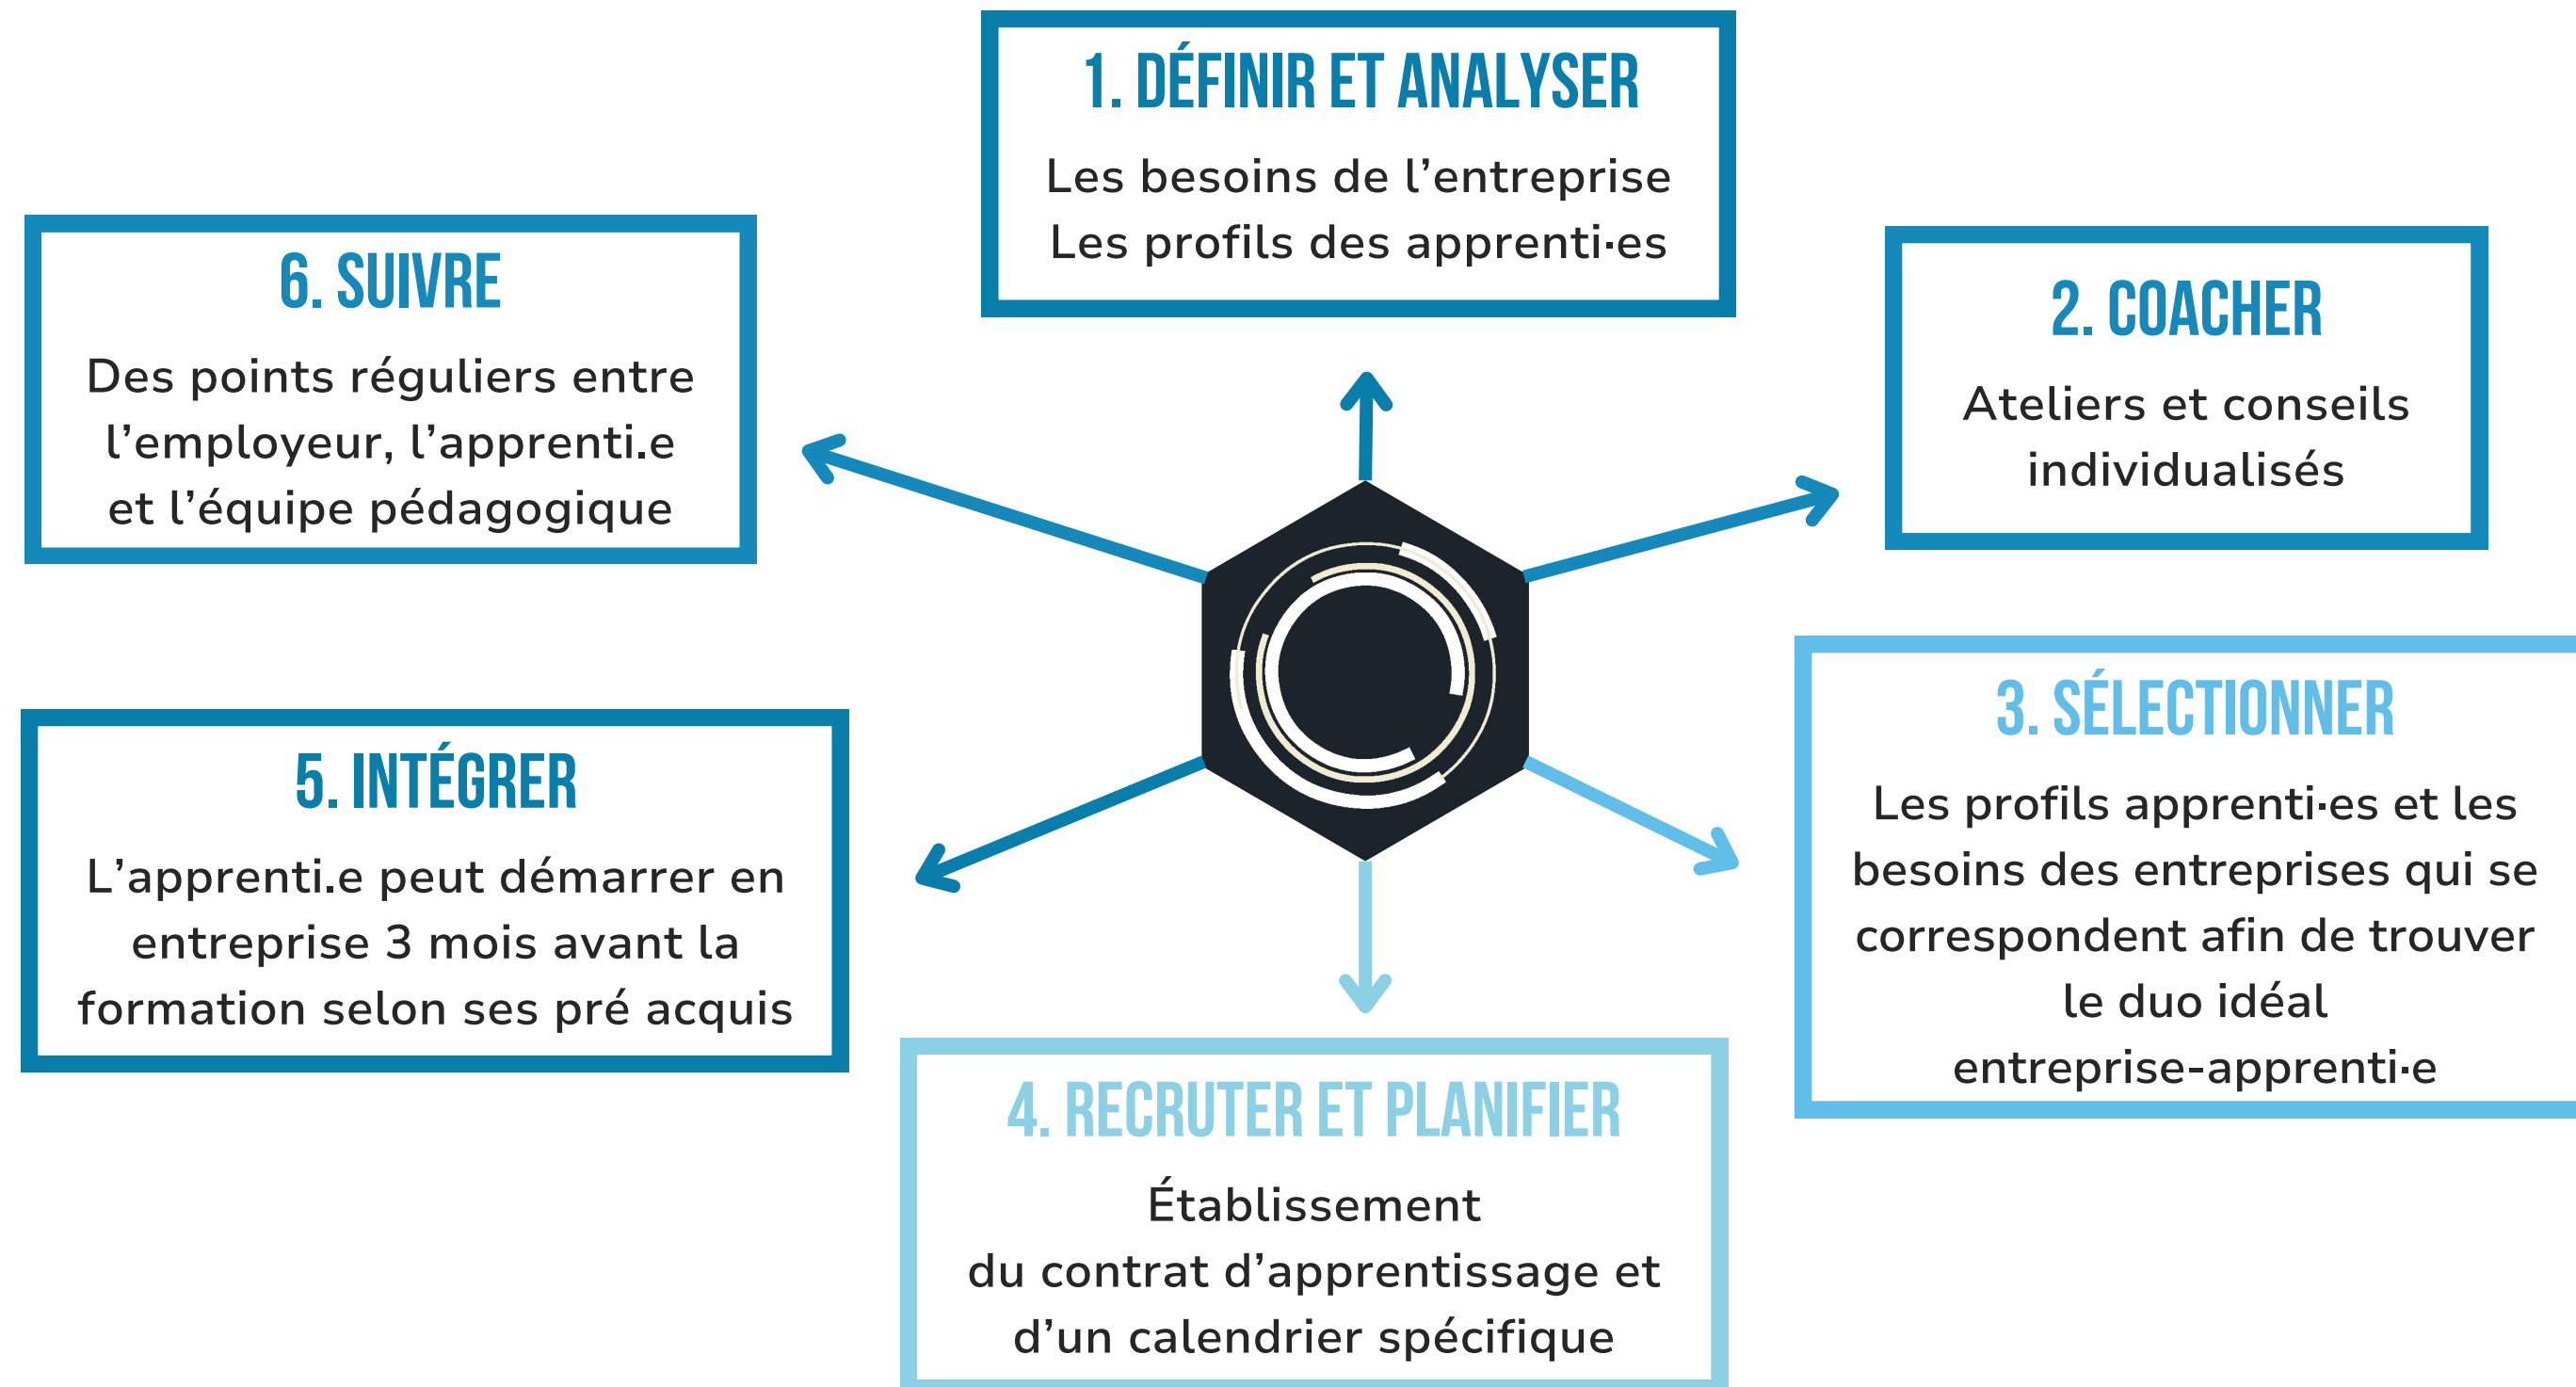 1. DÉFINIR ET ANALYSER
Les besoins de l’entreprise
Les profils des apprenti·es
2. COACHER
Ateliers et conseils
individualisés
3. SÉLECTIONNER
Les profils apprenti·es et les
besoins des entreprises qui se
correspondent afin de trouver
le duo idéal
entreprise-apprenti·e
4. RECRUTER ET PLANIFIER
Établissement
du contrat d’apprentissage et
d’un calendrier spécifique
5. INTÉGRER
L’apprenti.e peut démarrer en
entreprise 3 mois avant la
formation selon ses pré acquis
6. SUIVRE
Des points réguliers entre
l’employeur, l’apprenti.e
et l’équipe pédagogique